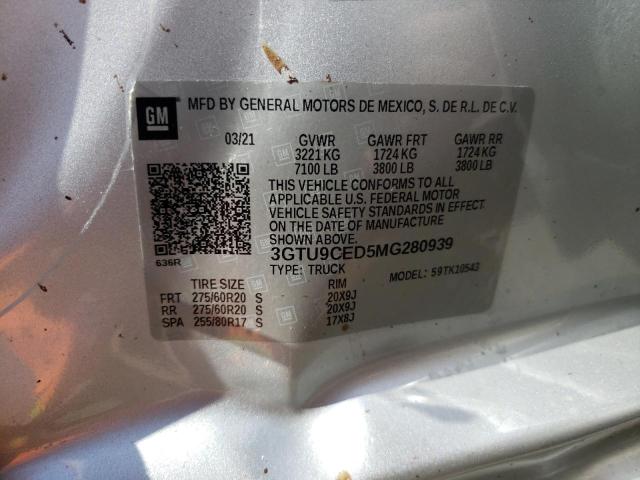 GM MFD BY GENERAL MOTORS DE MEXICO, S. DE R.L. DE C.V.
03/21 GVWR GAWR FRT GAWR RR
3221 KG 1724 KG 1724 KG
7100 LB 3800 LB 3800 LB
THIS VEHICLE CONFORMS TO ALL
APPLICABLE U.S. FEDERAL MOTOR
VEHICLE SAFETY STANDARDS IN EFFECT
ON THE DATE OF MANUFACTURE
SHOWN ABOVE.
636R 3GTU9CED5MG280939
TYPE: TRUCK MODEL: 59TK10543
TIRE SIZE RIM
FRT 275/60R20 S 20X9J
RR 275/60R20 S 20X9J
SPA 255/80R17 S 17X8J